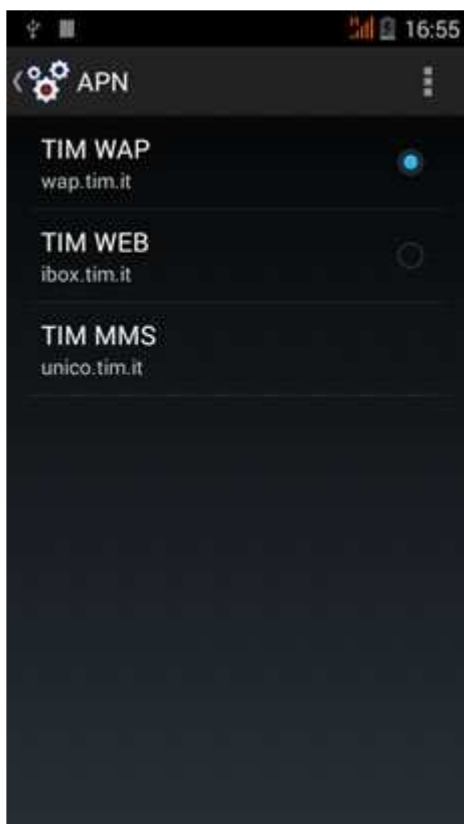 16:55
APN
TIM WAP
wap.tim.it
TIM WEB
ibox.tim.it
TIM MMS
unico.tim.it